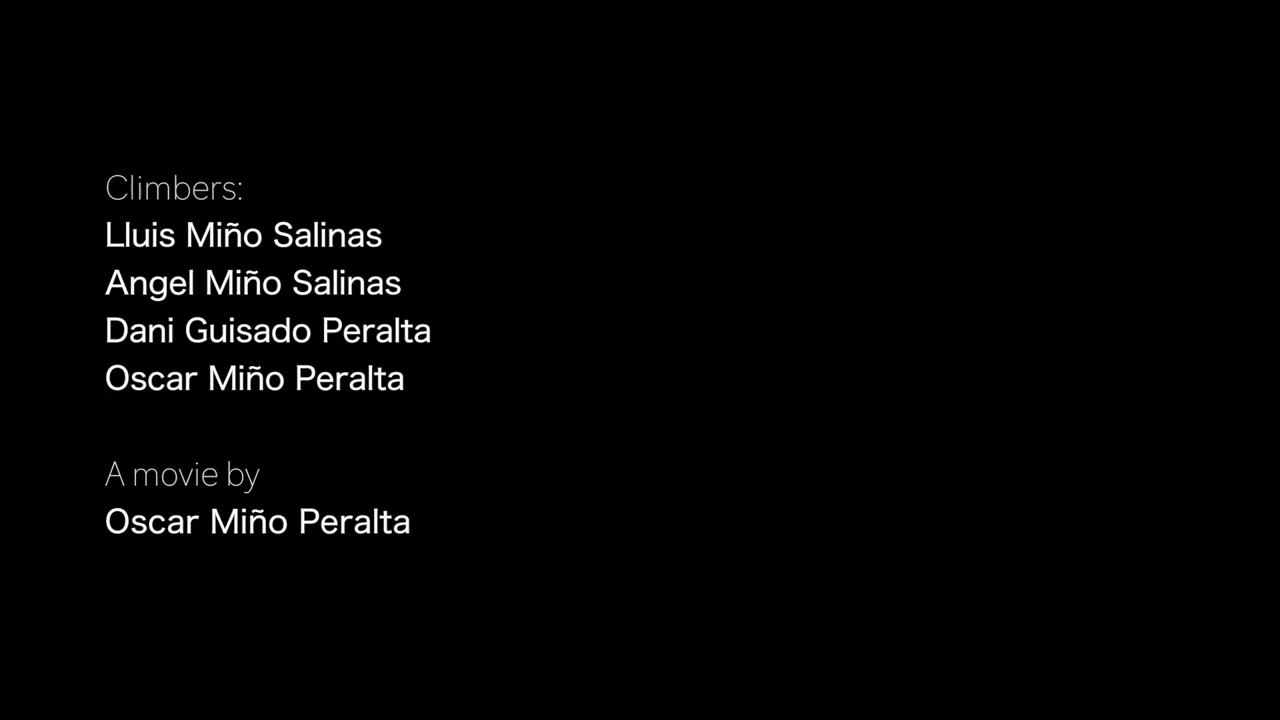 Climbers:
Lluis Miño Salinas
Angel Miño Salinas
Dani Guisado Peralta
Oscar Miño Peralta
A movie by
Oscar Miño Peralta